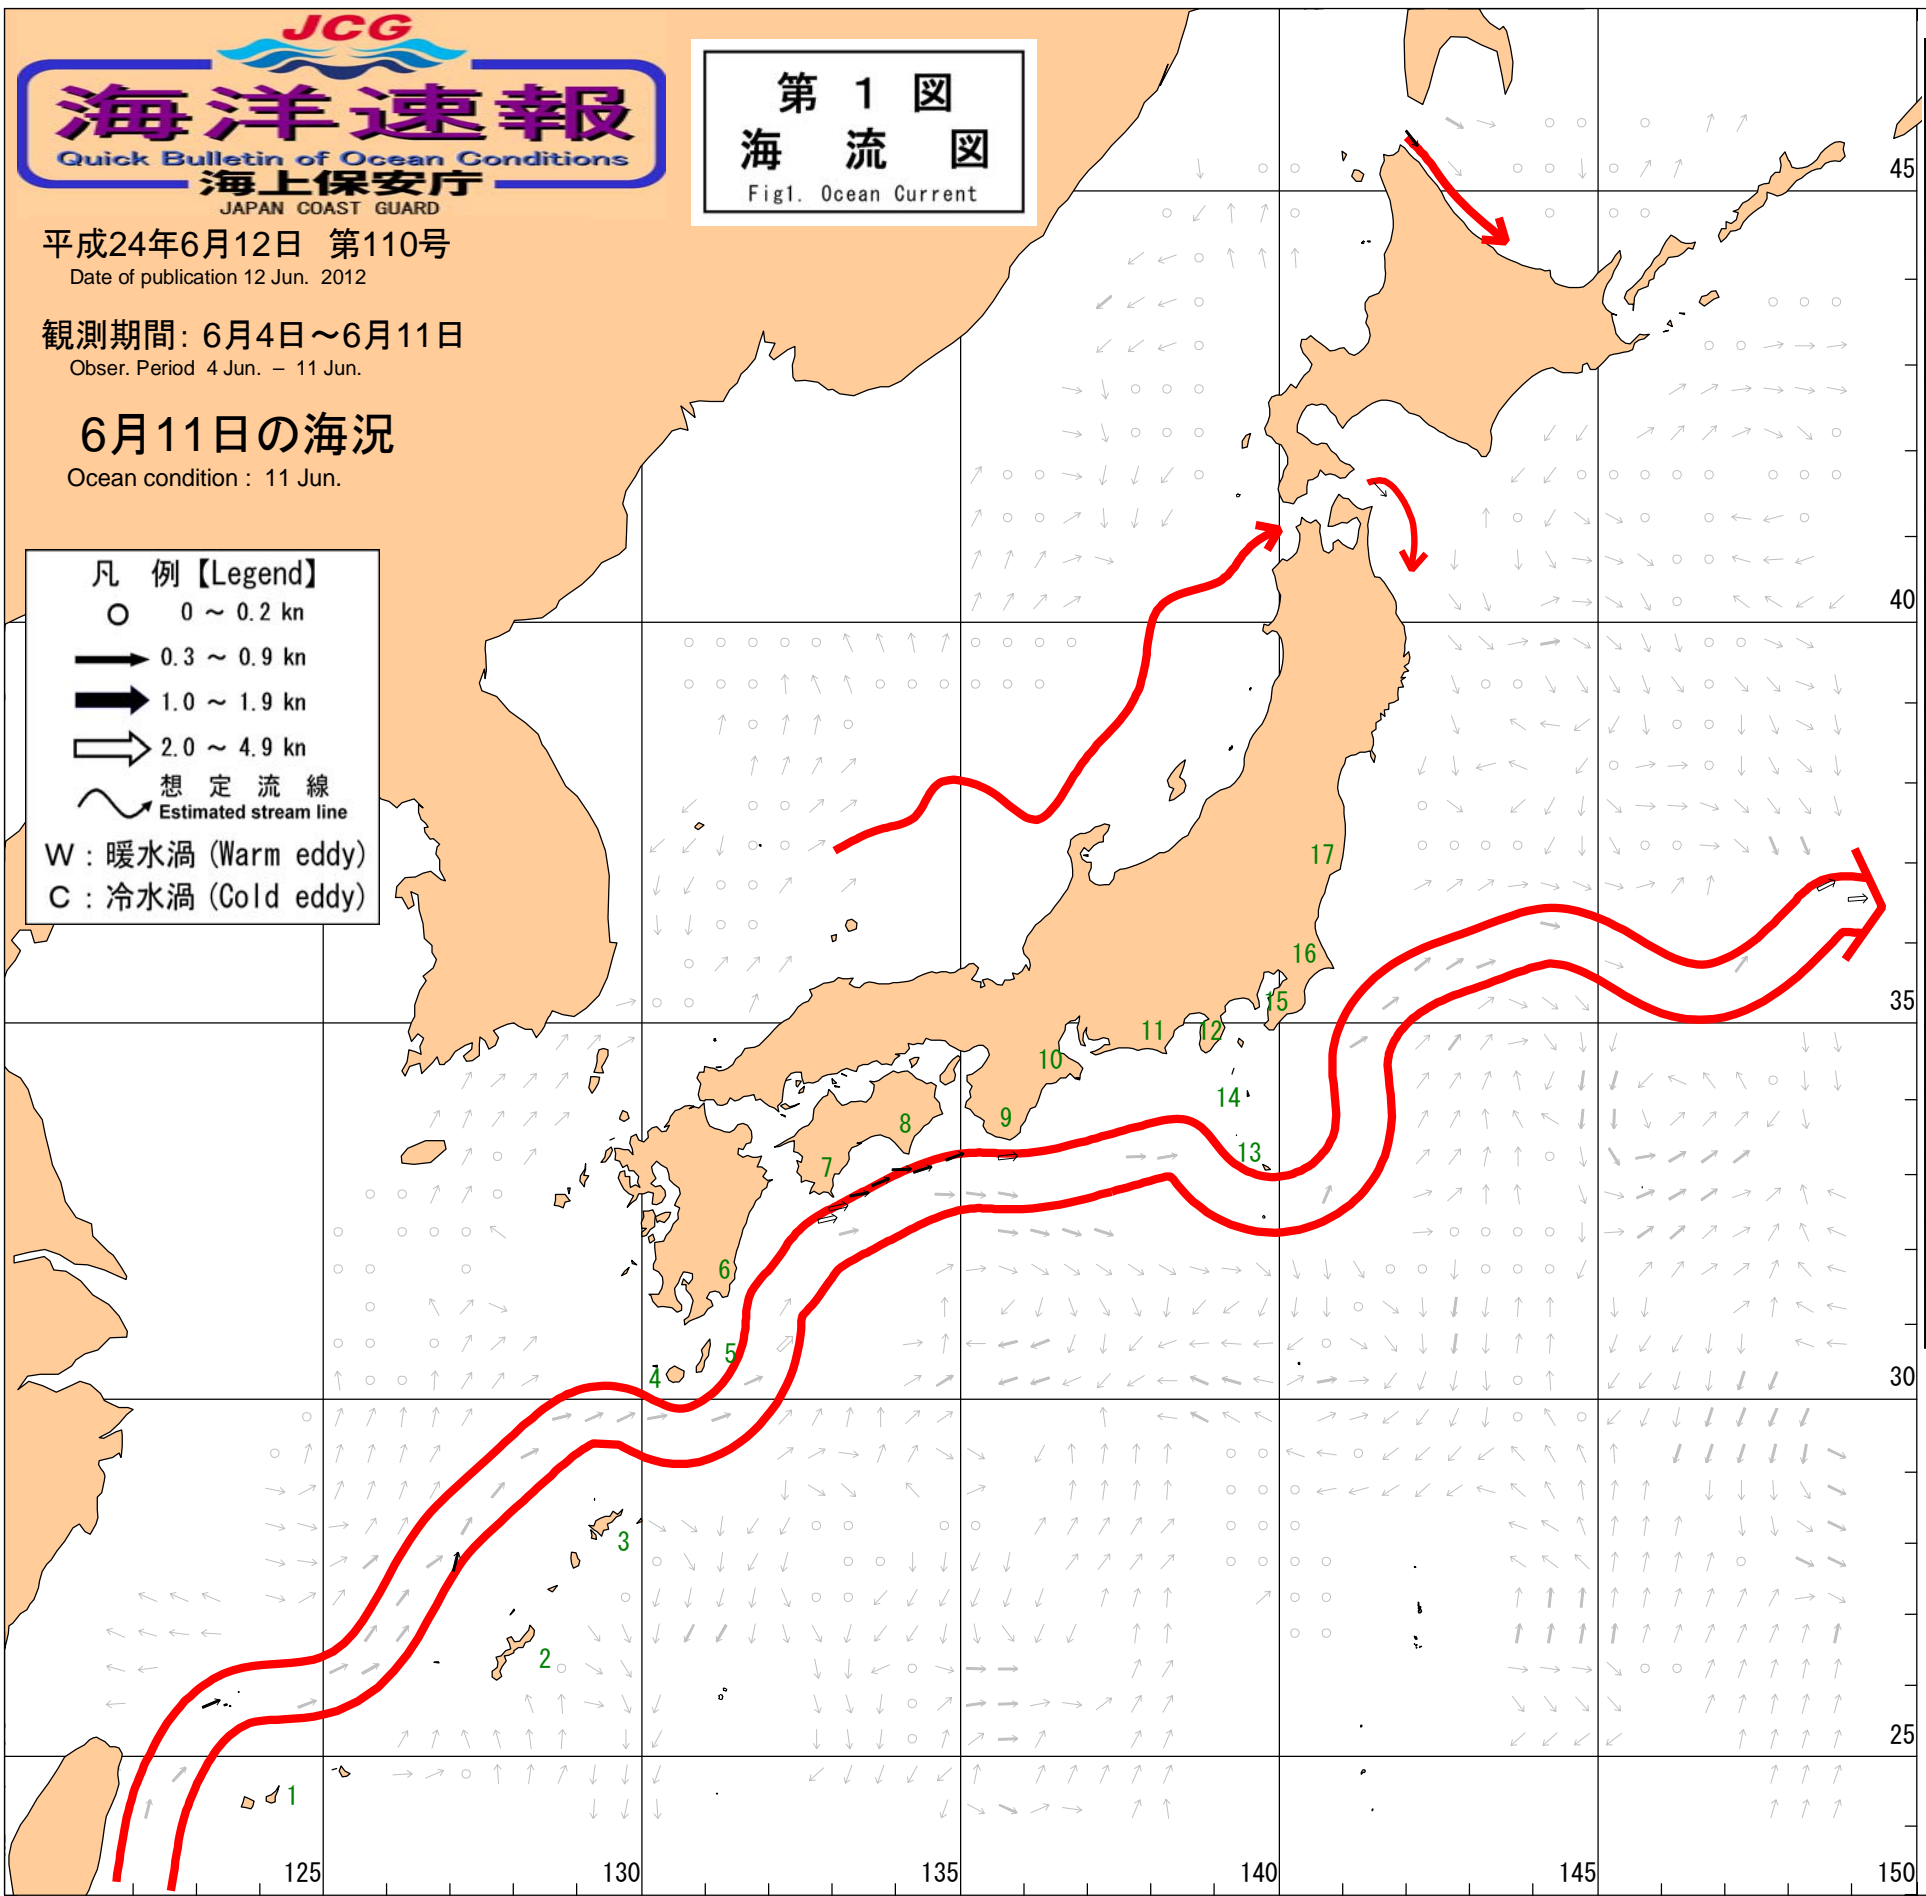 JCG
海洋速報
Quick Bulletin of Ocean Conditions
海上保安庁
JAPAN COAST GUARD
平成24年6月12日 第110号
Date of publication 12 Jun. 2012
観測期間: 6月4日～6月11日
Obser. Period 4 Jun. – 11 Jun.
6月11日の海況
Ocean condition : 11 Jun.
第 1 図
海 流 図
Fig1. Ocean Current
凡 例【Legend】
0 ～ 0.2 kn
0.3 ～ 0.9 kn
1.0 ～ 1.9 kn
2.0 ～ 4.9 kn
想 定 流 線
Estimated stream line
W : 暖水渦 (Warm eddy)
C : 冷水渦 (Cold eddy)
45
40
17
16
35
15
12
11
10
14
9
8
13
7
6
5
4
30
3
2
25
1
125
130
135
140
145
150